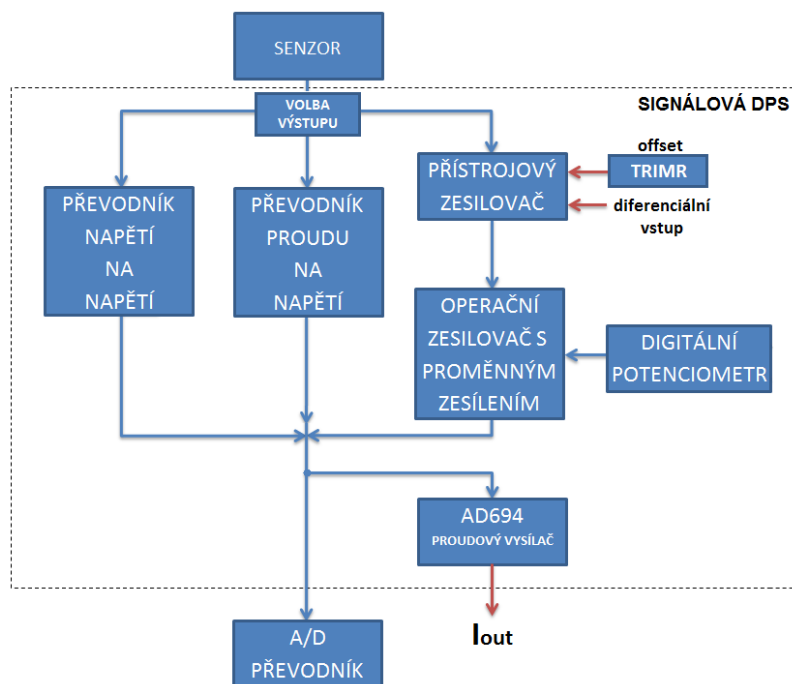 SENZOR
SIGNÁLOVÁ DPS
VOLBA
VÝSTUPU
offset
TRIMR
diferenciální
vstup
PŘEVODNÍK
NAPĚTÍ
NA
NAPĚTÍ
PŘEVODNÍK
PROUDU
NA
NAPĚTÍ
PŘÍSTROJOVÝ
ZESILOVAČ
OPERAČNÍ
ZESILOVAČ S
PROMĚNNÝM
ZESÍLENÍM
DIGITÁLNÍ
POTENCIOMETR
AD694
PROUDOVÝ VYSÍLAČ
Iout
A/D
PŘEVODNÍK